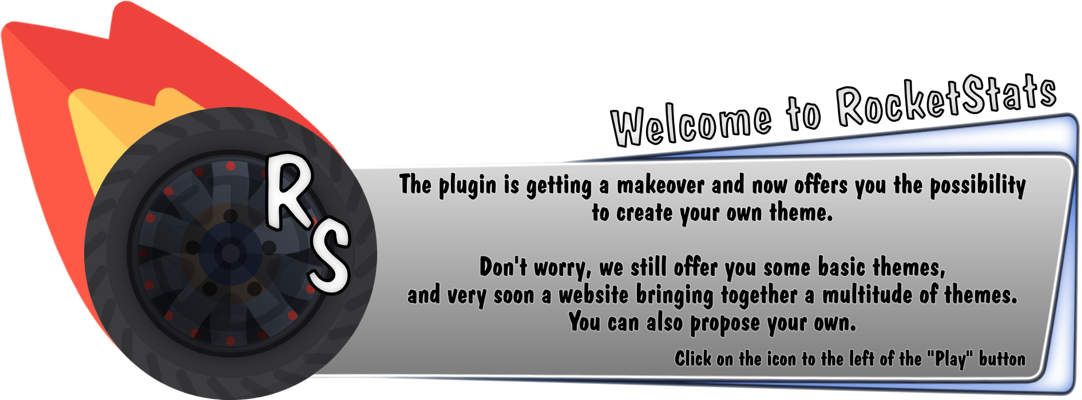 Welcome to RocketStats
RS
The plugin is getting a makeover and now offers you the possibility
to create your own theme.
Don't worry, we still offer you some basic themes,
and very soon a website bringing together a multitude of themes.
You can also propose your own.
Click on the icon to the left of the "Play" button